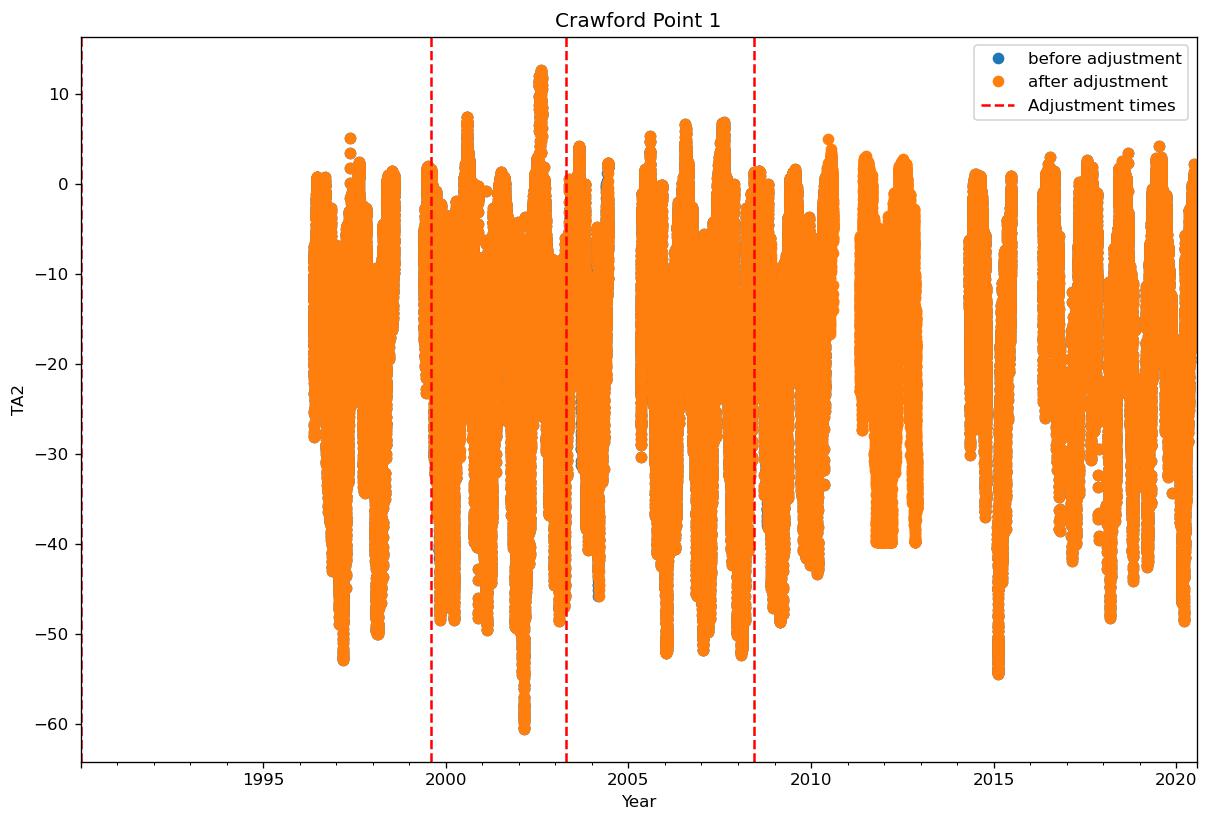 Crawford Point 1
before adjustment
after adjustment
Adjustment times
TA2
10
0
−10
−20
−30
−40
−50
−60
1995
2000
2005
2010
2015
2020
Year